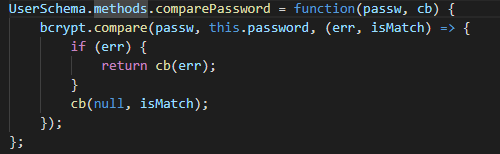 UserSchema.methods.comparePassword = function(passw, cb) {
    bcrypt.compare(passw, this.password, (err, isMatch) => {
        if (err) {
            return cb(err);
        }
        cb(null, isMatch);
    });
};